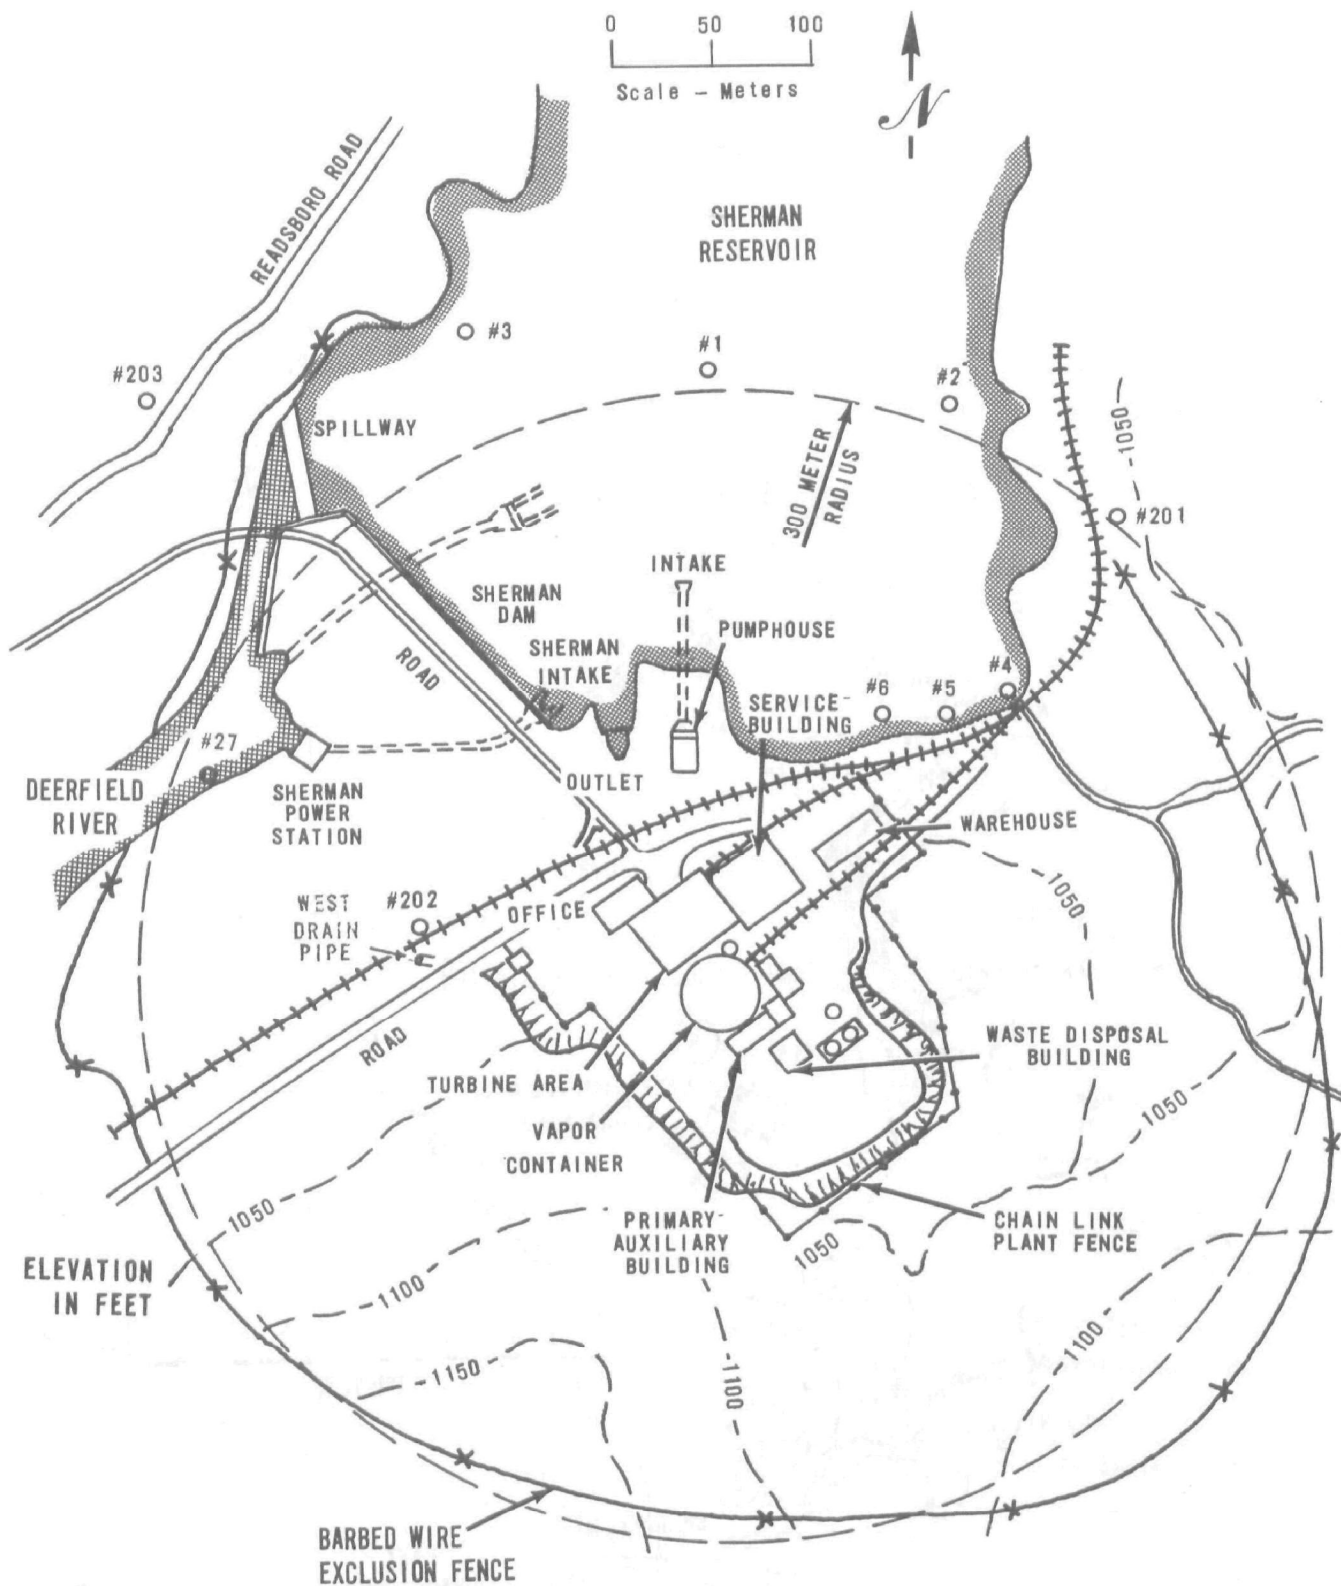 0 50 100
Scale – Meters
N
READSBORO ROAD
SHERMAN
RESERVOIR
#3
#1
#203
#2
SPILLWAY
300 METER
RADIUS
-1050-
#201
INTAKE
SHERMAN
DAM
PUMPHOUSE
SHERMAN
INTAKE
ROAD
#4
SERVICE-
BUILDING
#6
#5
#27
OUTLET
DEERFIELD
RIVER
SHERMAN
POWER
STATION
WAREHOUSE
1050
#202
WEST
DRAIN
PIPE
OFFICE
ROAD
WASTE DISPOSAL
BUILDING
TURBINE AREA
VAPOR
CONTAINER
-1050-
1050-
PRIMARY-
AUXILIARY
BUILDING
1050
CHAIN LINK
PLANT FENCE
ELEVATION
IN FEET
-1100-
-1150-
-1100
-1100-
BARBED WIRE
EXCLUSION FENCE